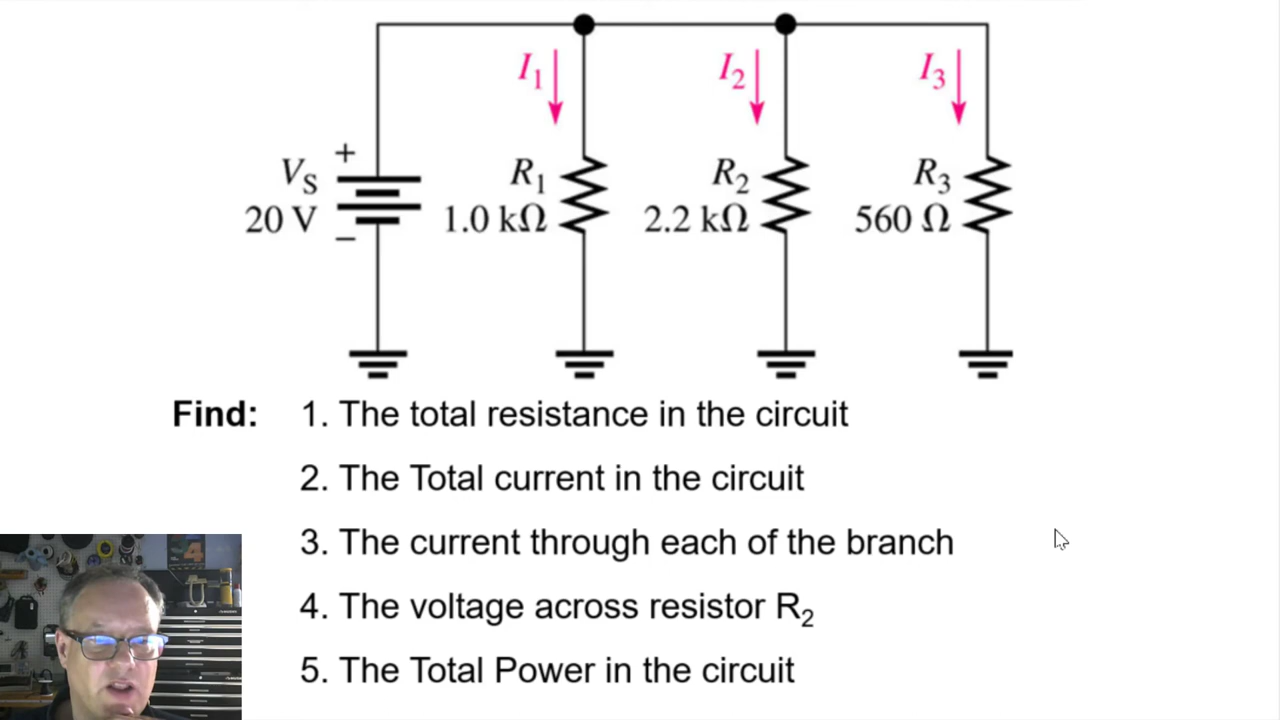 I1 I2 I3
+
VS R1 R2 R3
20 V 1.0 kΩ 2.2 kΩ 560 Ω
−
Find: 1. The total resistance in the circuit
2. The Total current in the circuit
3. The current through each of the branch
4. The voltage across resistor R2
5. The Total Power in the circuit